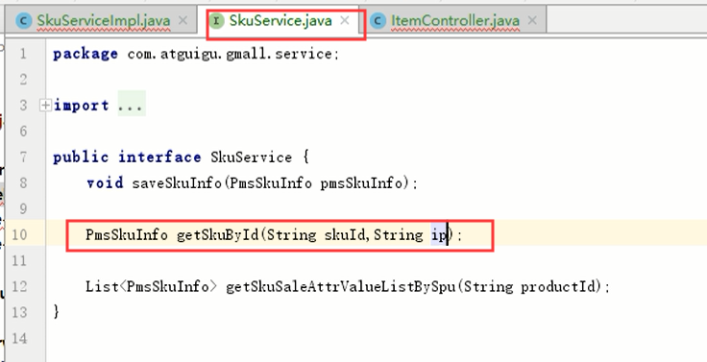 SkuServiceImpl.java × SkuService.java × ItemController.java ×
1 package com.atguigu.gmall.service;
2
3 import ...
6
7 public interface SkuService {
8 void saveSkuInfo(PmsSkuInfo pmsSkuInfo);
9
10 PmsSkuInfo getSkuById(String skuId,String ip);
11
12 List<PmsSkuInfo> getSkuSaleAttrValueListBySpu(String productId);
13 }
14